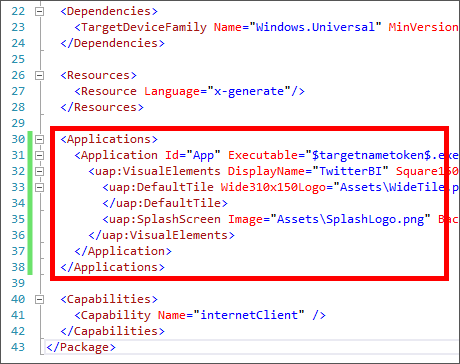 22 <Dependencies>
23 <TargetDeviceFamily Name="Windows.Universal" MinVersion
24 </Dependencies>
25
26 <Resources>
27 <Resource Language="x-generate"/>
28 </Resources>
29
30 <Applications>
31 <Application Id="App" Executable="$targetnametoken$.exe
32 <uap:VisualElements DisplayName="TwitterBI" Square150
33 <uap:DefaultTile Wide310x150Logo="Assets\WideTile.p
34 </uap:DefaultTile>
35 <uap:SplashScreen Image="Assets\SplashLogo.png" Bac
36 </uap:VisualElements>
37 </Application>
38 </Applications>
39
40 <Capabilities>
41 <Capability Name="internetClient" />
42 </Capabilities>
43 </Package>